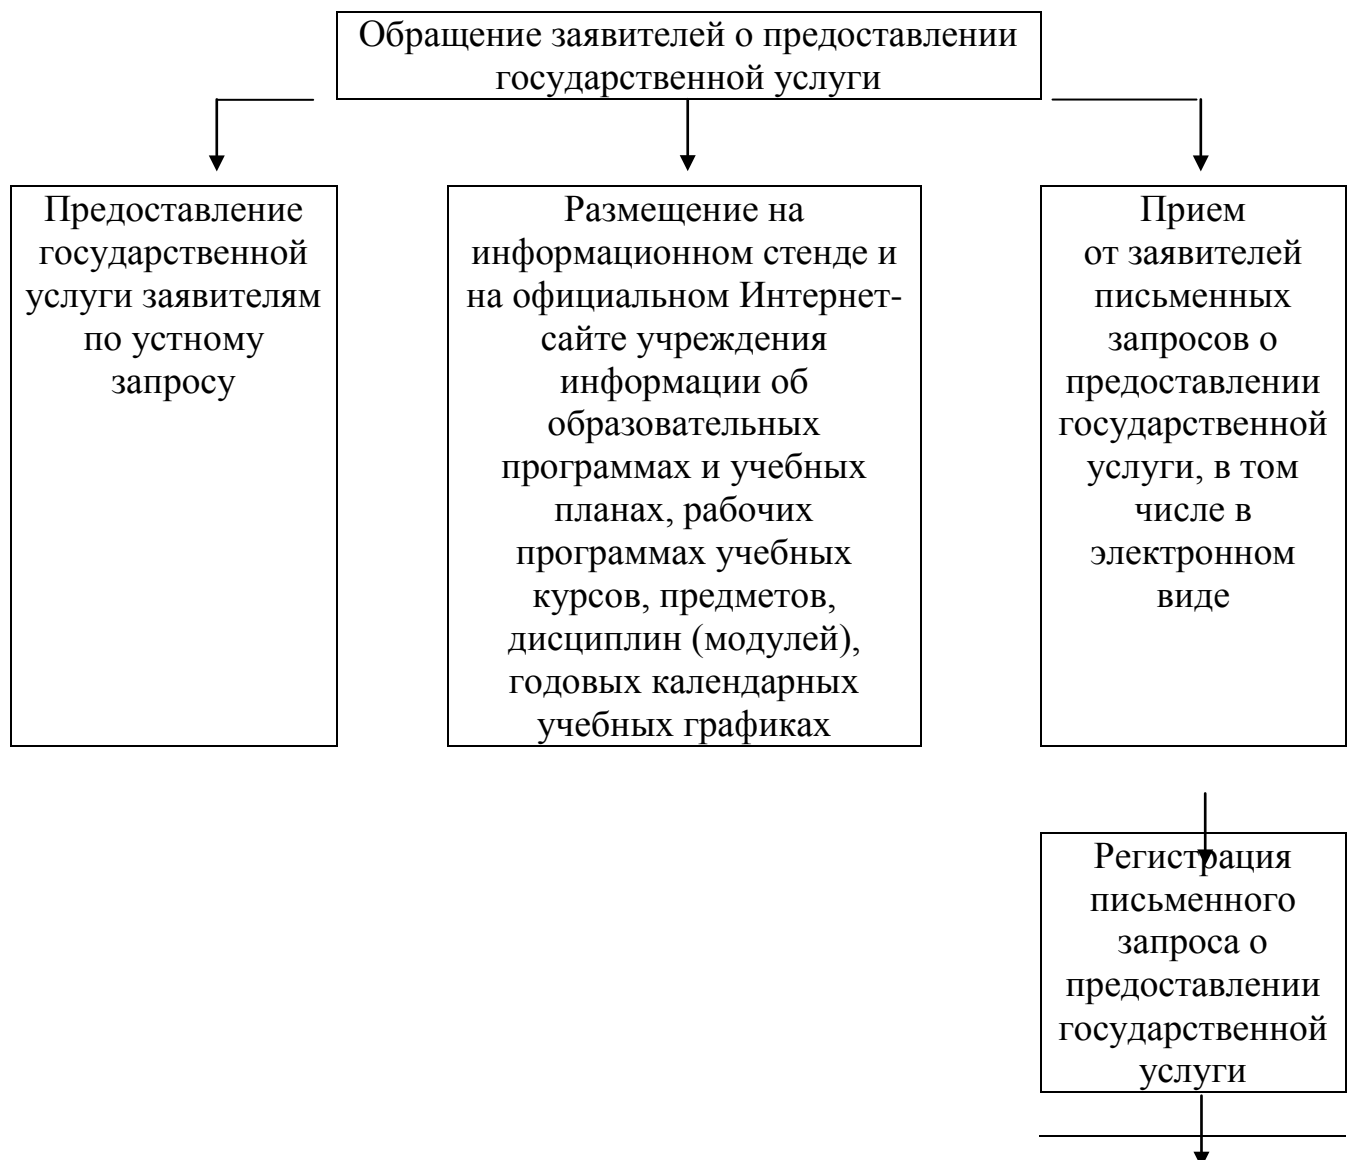 Обращение заявителей о предоставлении
государственной услуги
Предоставление
государственной
услуги заявителям
по устному
запросу
Размещение на
информационном стенде и
на официальном Интернет-
сайте учреждения
информации об
образовательных
программах и учебных
планах, рабочих
программах учебных
курсов, предметов,
дисциплин (модулей),
годовых календарных
учебных графиках
Прием
от заявителей
письменных
запросов о
предоставлении
государственной
услуги, в том
числе в
электронном
виде
Регистрация
письменного
запроса о
предоставлении
государственной
услуги